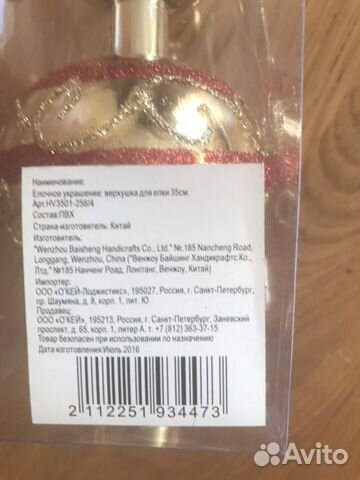 Наименование:
Елочное украшение: верхушка для елки 35см.
Арт.HV3501-256/4
Состав:ПВХ
Страна-изготовитель: Китай
Изготовитель:
"Wenzhou Baisheng Handicrafts Co., Ltd." №.185 Nancheng Road,
Longgang, Wenzhou, China ("Венжоу Байшинг Хандикрафтс Ко.,
Лтд." №185 Нанченг Роад, Лонгганг, Венжоу, Китай)
Импортер:
ООО «О'КЕЙ-Лоджистикс», 195027, Россия, г. Санкт-Петербург,
пр. Шаумяна, д. 8, корп. 1, лит. Ю
Продавец:
ООО «О'КЕЙ», 195213, Россия, г. Санкт-Петербург, Заневский
проспект, д. 65, корп. 1, литер А т. +7 (812) 363-37-15
Товар безопасен при использовании по назначению
Дата изготовления:Июль 2016
2 112251 934473
Avito